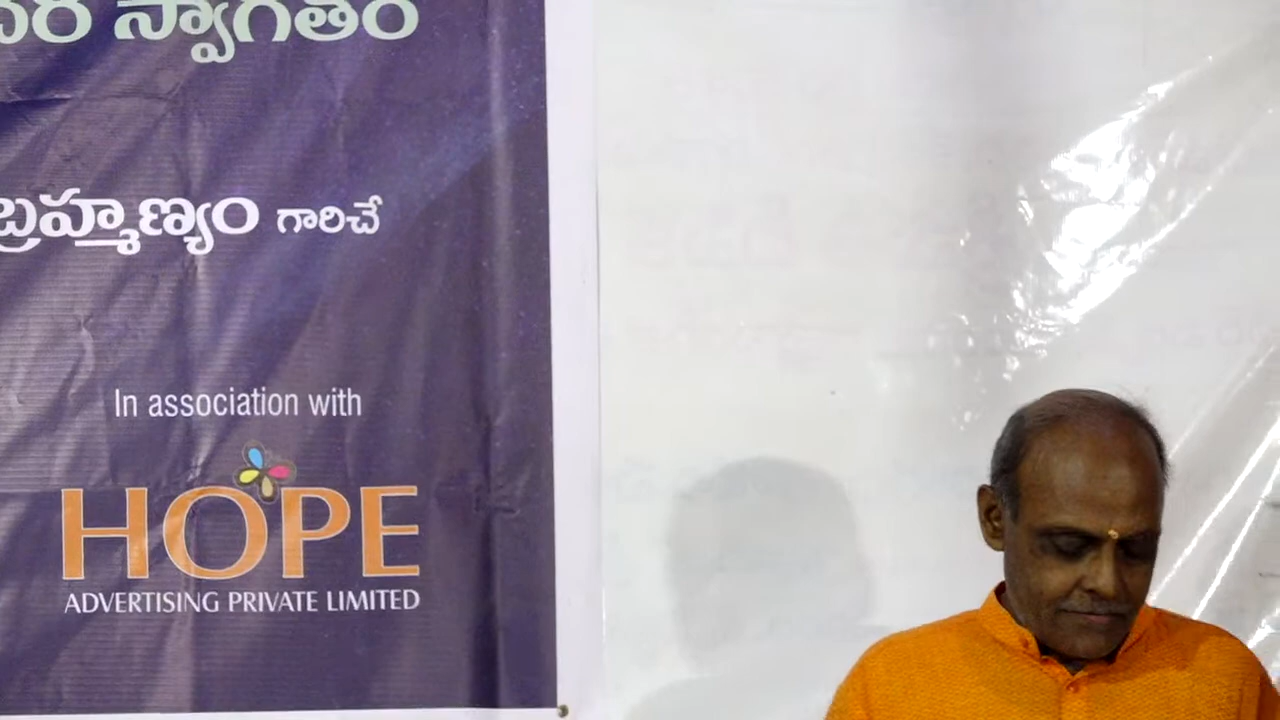 స్వాగతం
బ్రహ్మణ్యం గారిచే
In association with
HOPE
ADVERTISING PRIVATE LIMITED